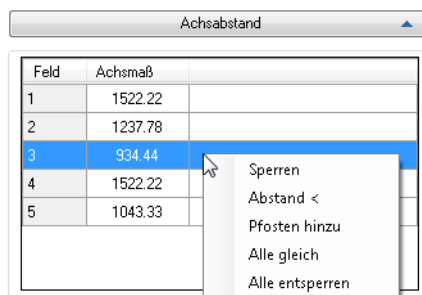 Achsabstand
Feld Achsmaß
1 1522.22
2 1237.78
3 934.44
4 1522.22
5 1043.33
Sperren
Abstand <
Pfosten hinzu
Alle gleich
Alle entsperren